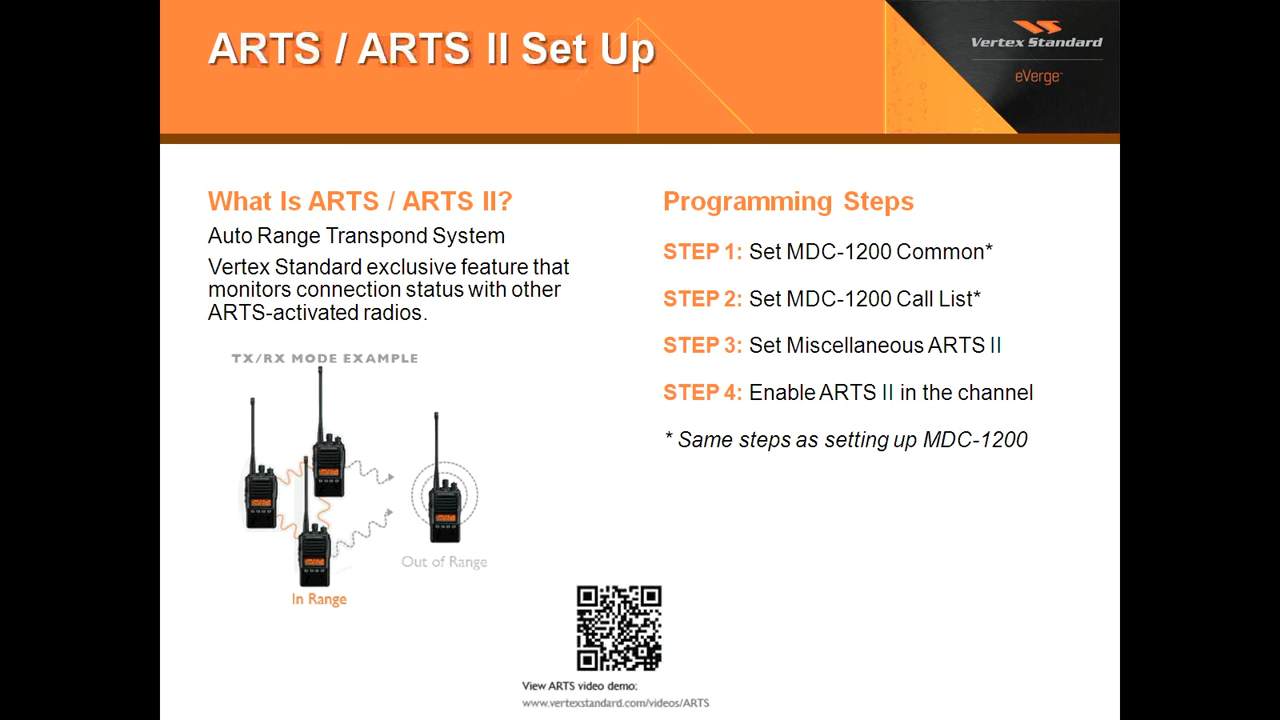 ARTS / ARTS II Set Up
Vertex Standard
eVerge™
What Is ARTS / ARTS II?
Auto Range Transpond System
Vertex Standard exclusive feature that
monitors connection status with other
ARTS-activated radios.
TX/RX MODE EXAMPLE
Out of Range
In Range
Programming Steps
STEP 1: Set MDC-1200 Common*
STEP 2: Set MDC-1200 Call List*
STEP 3: Set Miscellaneous ARTS II
STEP 4: Enable ARTS II in the channel
* Same steps as setting up MDC-1200
View ARTS video demo:
www.vertexstandard.com/videos/ARTS